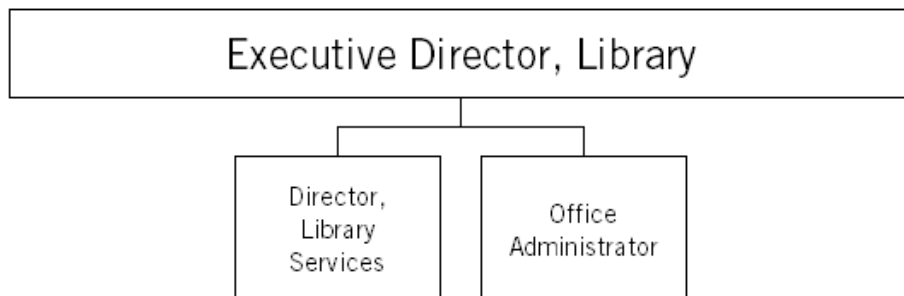 Executive Director, Library
Director,
Library
Services
Office
Administrator